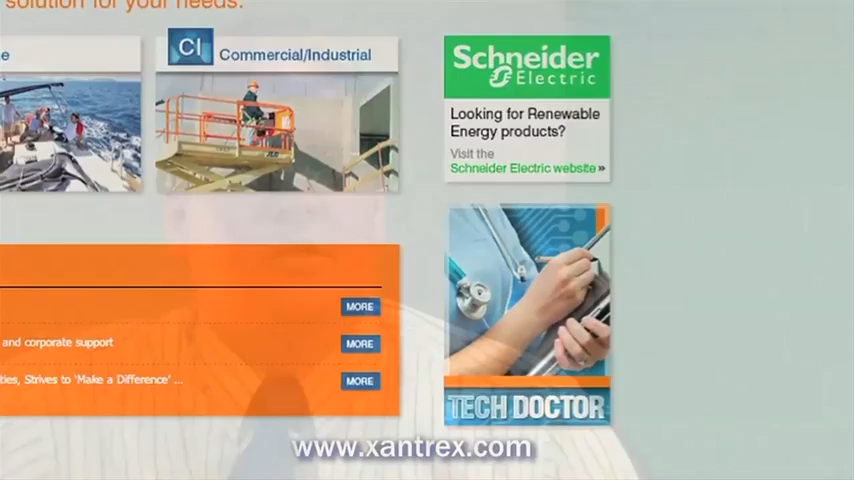 solution for your needs.
e
CI Commercial/Industrial
Schneider
Electric
Looking for Renewable
Energy products?
Visit the
Schneider Electric website »
MORE
and corporate support MORE
ties, Strives to 'Make a Difference' ... MORE
TECH DOCTOR
www.xantrex.com